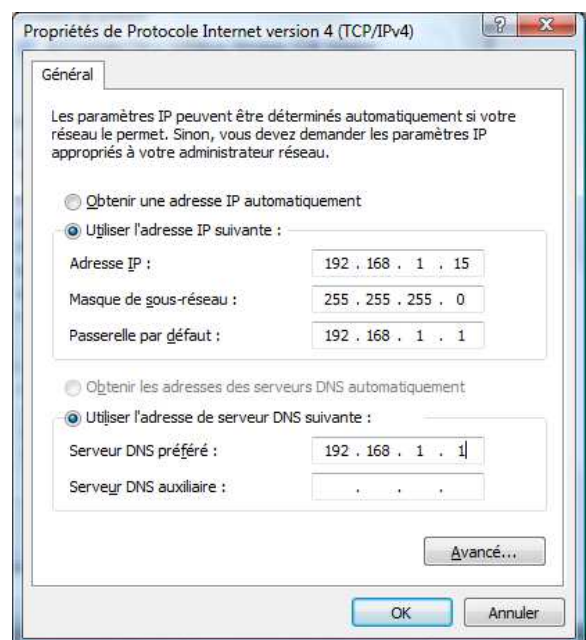 Propriétés de Protocole Internet version 4 (TCP/IPv4)
Général
Les paramètres IP peuvent être déterminés automatiquement si votre
réseau le permet. Sinon, vous devez demander les paramètres IP
appropriés à votre administrateur réseau.
Obtenir une adresse IP automatiquement
Utiliser l'adresse IP suivante :
Adresse IP : 192 . 168 . 1 . 15
Masque de sous-réseau : 255 . 255 . 255 . 0
Passerelle par défaut : 192 . 168 . 1 . 1
Obtenir les adresses des serveurs DNS automatiquement
Utiliser l'adresse de serveur DNS suivante :
Serveur DNS préféré : 192 . 168 . 1 . 1
Serveur DNS auxiliaire : . . .
Avancé...
OK Annuler